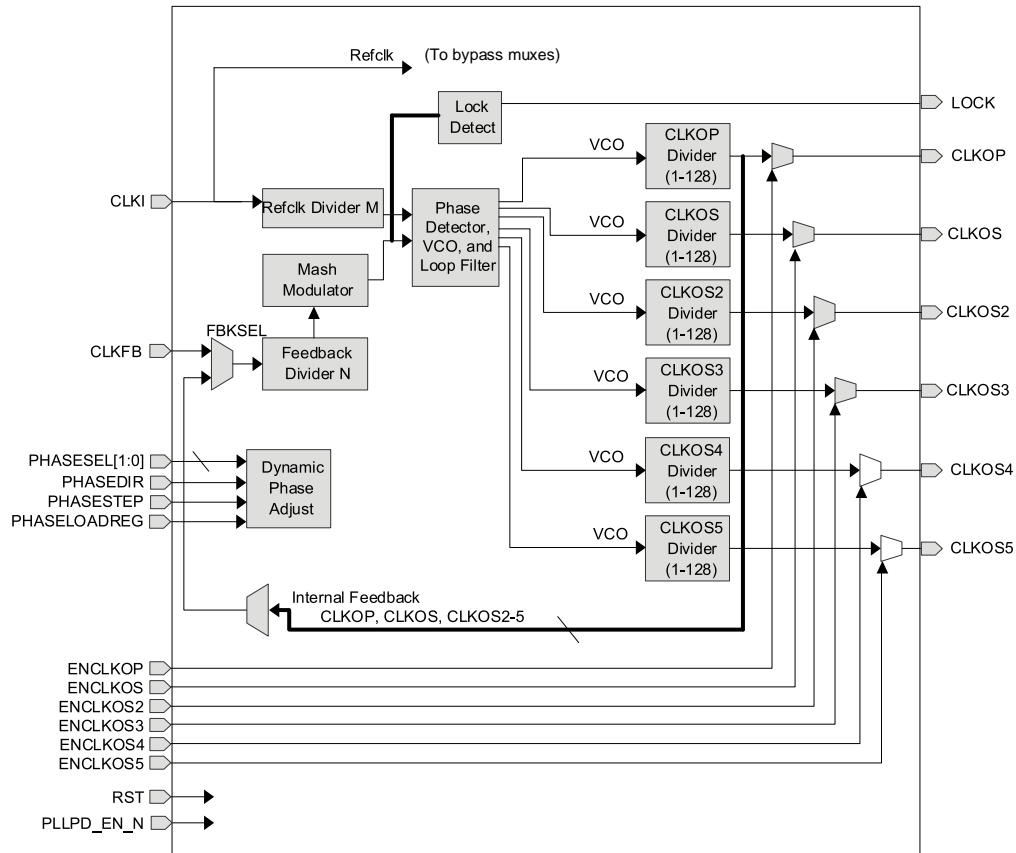 Refclk (To bypass muxes)
Lock
Detect
LOCK
VCO
CLKOP
Divider
(1-128)
CLKOP
CLKI
Refclk Divider M
Phase
Detector,
VCO, and
Loop Filter
VCO
CLKOS
Divider
(1-128)
CLKOS
Mash
Modulator
VCO
CLKOS2
Divider
(1-128)
CLKOS2
FBKSEL
CLKFB
Feedback
Divider N
VCO
CLKOS3
Divider
(1-128)
CLKOS3
PHASESEL[1:0]
PHASEDIR
PHASESTEP
PHASELOADREG
Dynamic
Phase
Adjust
VCO
CLKOS4
Divider
(1-128)
CLKOS4
VCO
CLKOS5
Divider
(1-128)
CLKOS5
Internal Feedback
CLKOP, CLKOS, CLKOS2-5
ENCLKOP
ENCLKOS
ENCLKOS2
ENCLKOS3
ENCLKOS4
ENCLKOS5
RST
PLLPD_EN_N